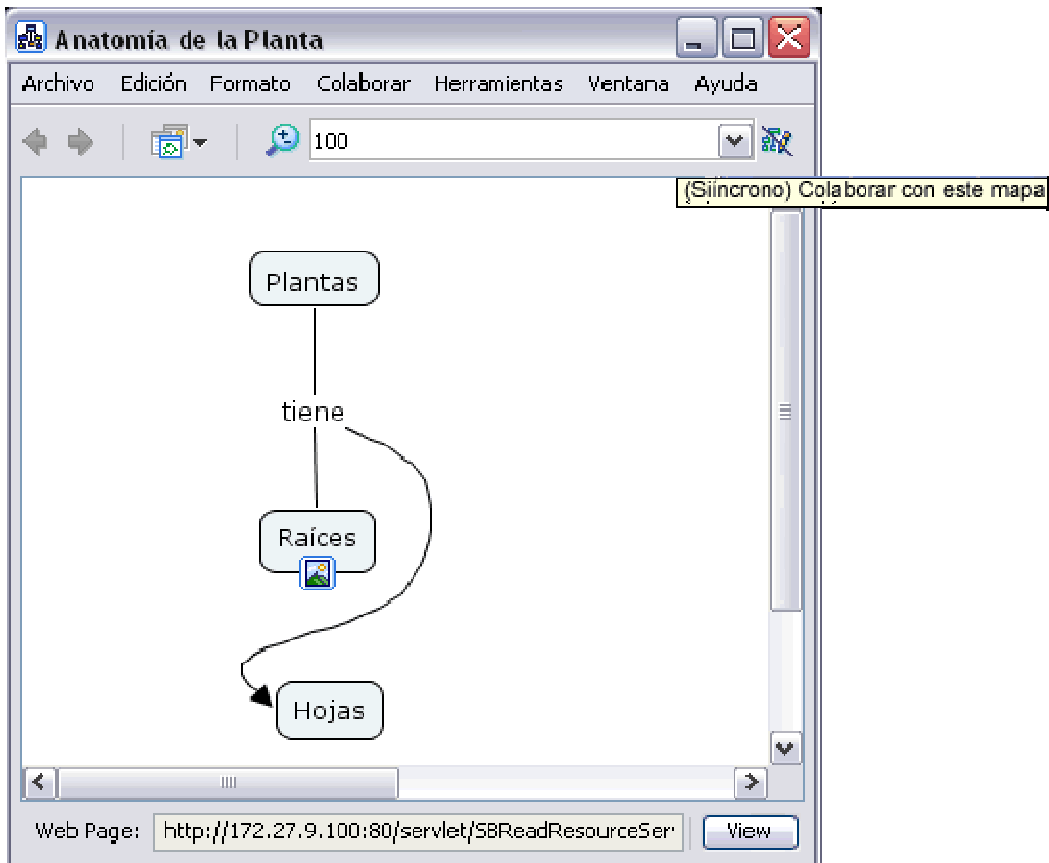 Anatomía de la Planta
Archivo Edición Formato Colaborar Herramientas Ventana Ayuda
100
(Siincrono) Colaborar con este mapa
Plantas
tiene
Raíces
Hojas
Web Page: http://172.27.9.100:80/servlet/SBReadResourceSer View